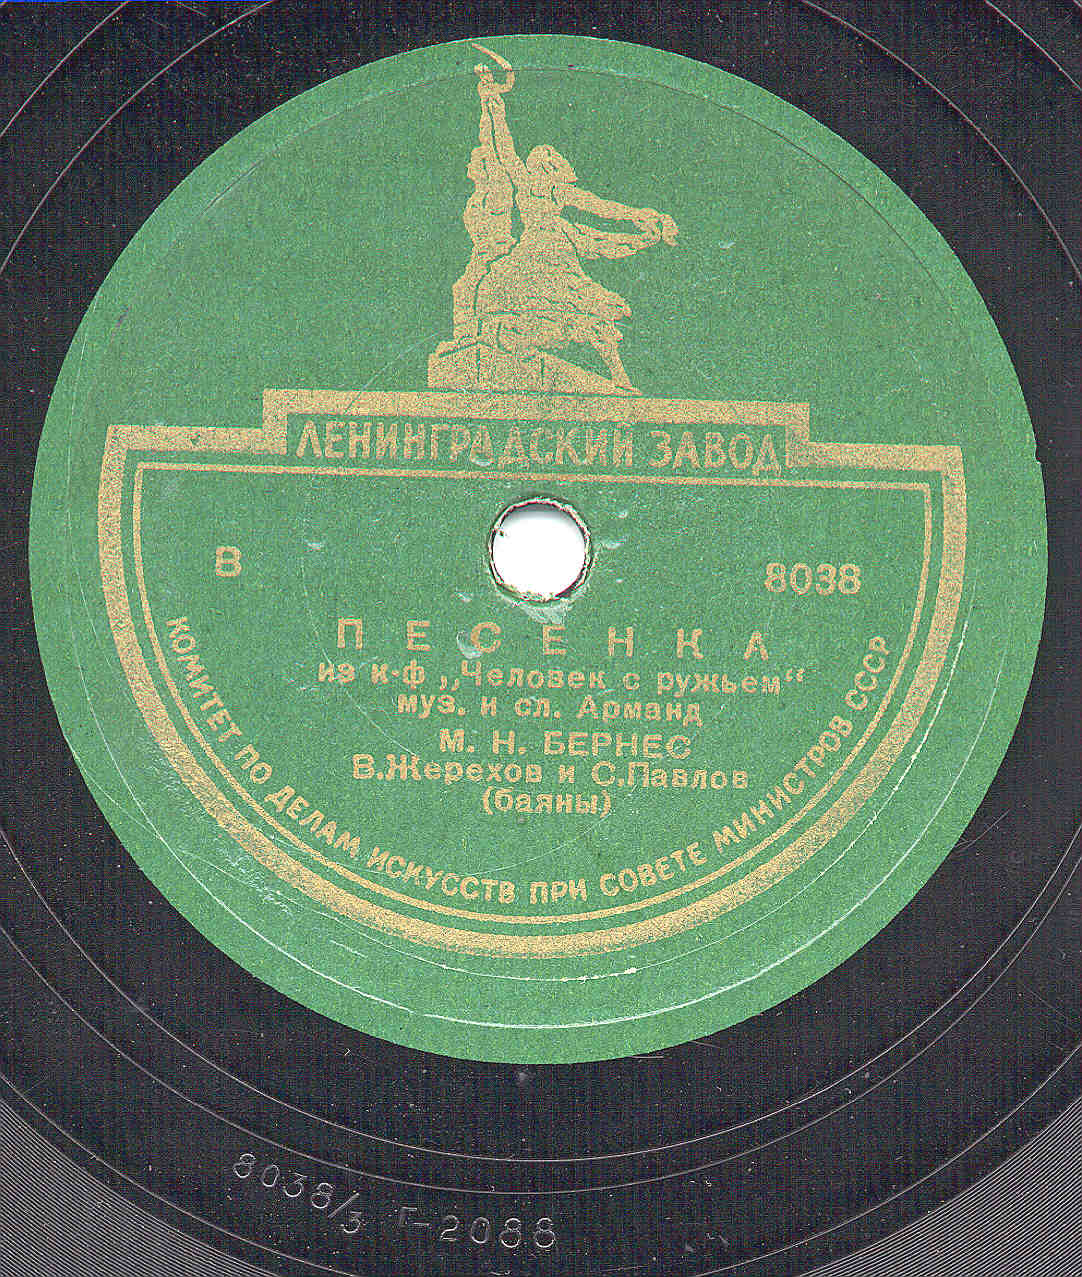 ЛЕНИНГРАДСКИЙ ЗАВОД
В 8038
ПЕСЕНКА
из к-ф „Человек с ружьем“
муз. и сл. Арманд
М. Н. БЕРНЕС
В. Жерехов и С. Павлов
(баяны)
КОМИТЕТ ПО ДЕЛАМ ИСКУССТВ ПРИ СОВЕТЕ МИНИСТРОВ СССР
8038/3 Г-2088